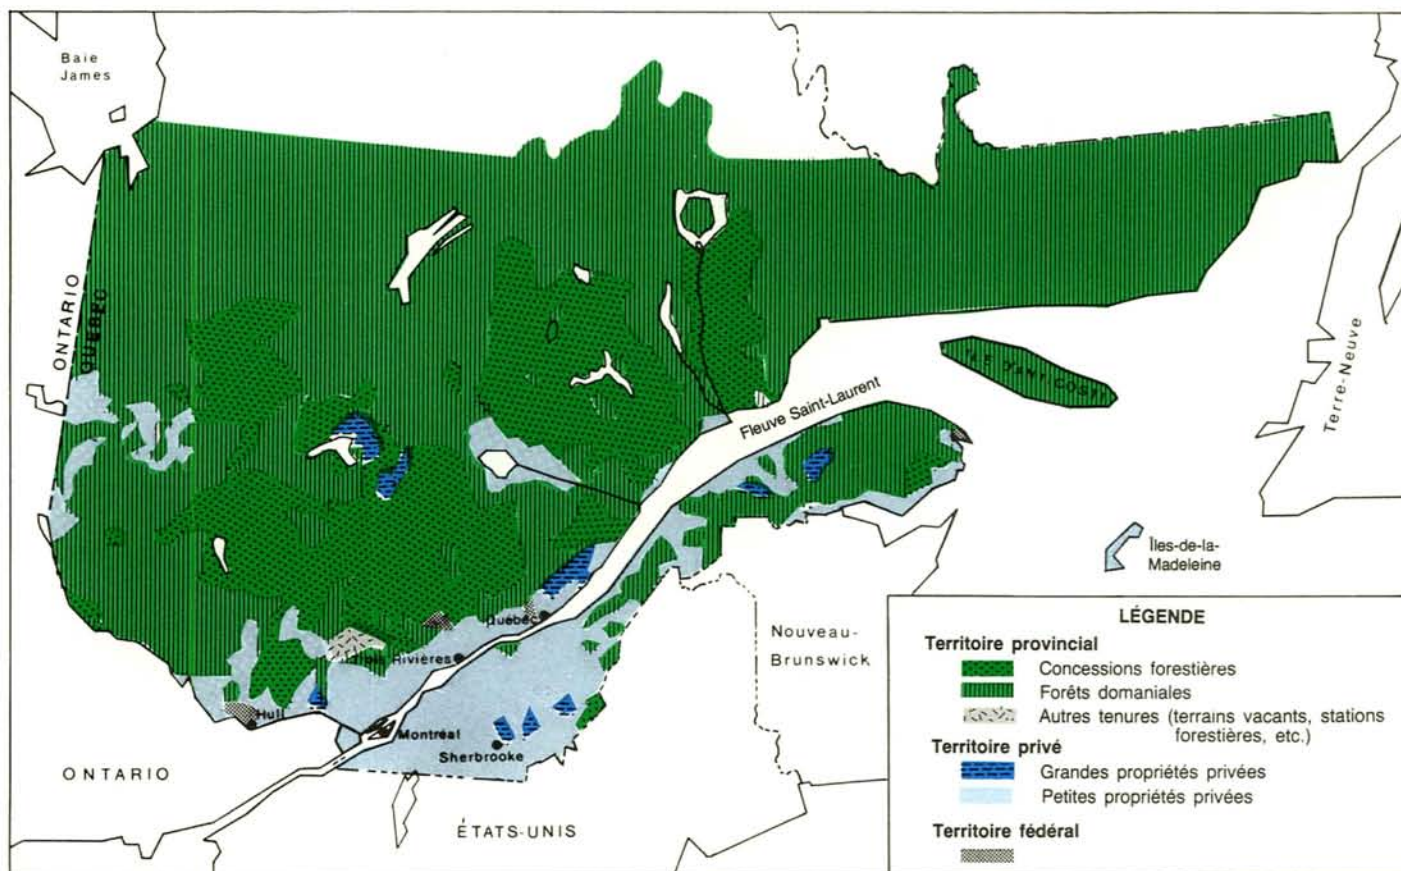 Baie
James
ONTARIO
QUÉBEC
Fleuve Saint-Laurent
ÎLE D'ANTICOSTI
Terre-Neuve
Îles-de-la-
Madeleine
Québec
Trois Rivières
Hull
Montréal
Sherbrooke
Nouveau-
Brunswick
ONTARIO
ÉTATS-UNIS
LÉGENDE
Territoire provincial
Concessions forestières
Forêts domaniales
Autres tenures (terrains vacants, stations
forestières, etc.)
Territoire privé
Grandes propriétés privées
Petites propriétés privées
Territoire fédéral